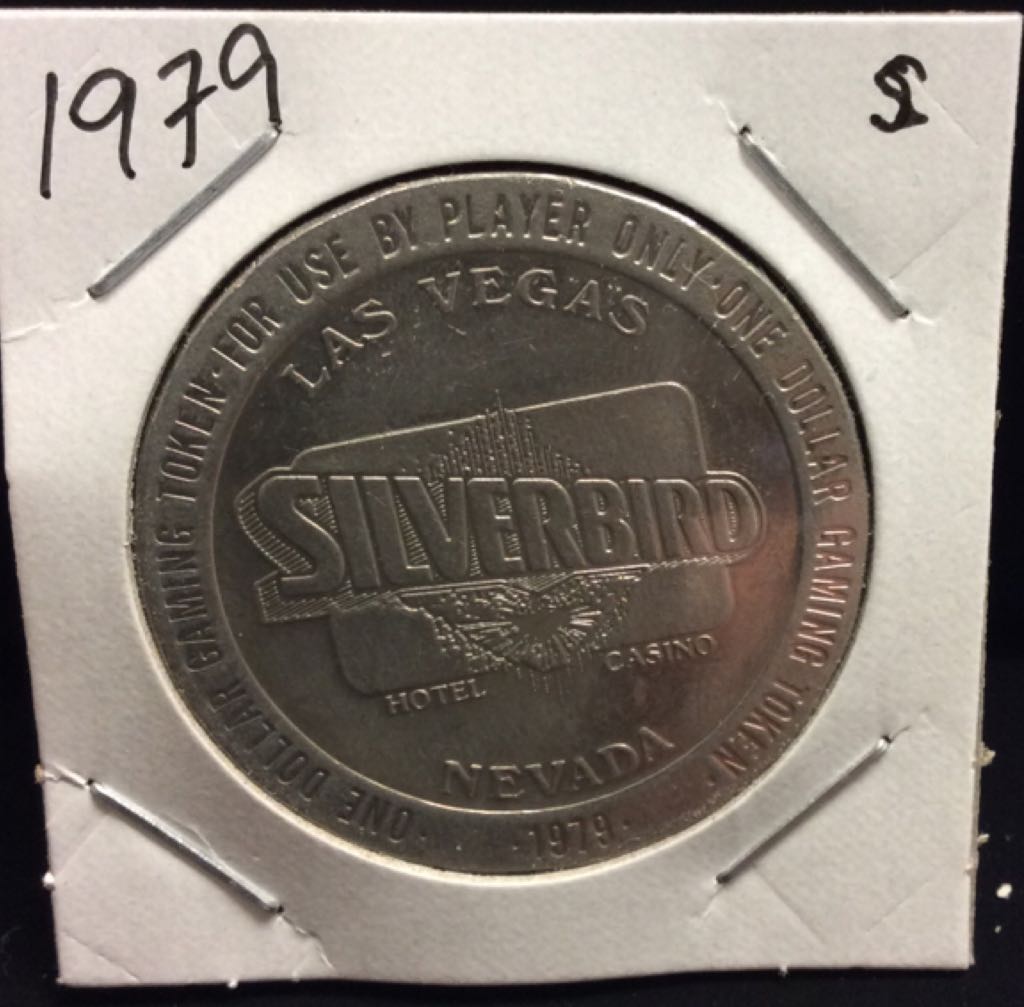 1979
FOR USE BY PLAYER ONLY · ONE DOLLAR GAMING TOKEN · 1979 · ONE DOLLAR GAMING TOKEN ·
LAS VEGAS
SILVERBIRD
HOTEL CASINO
NEVADA